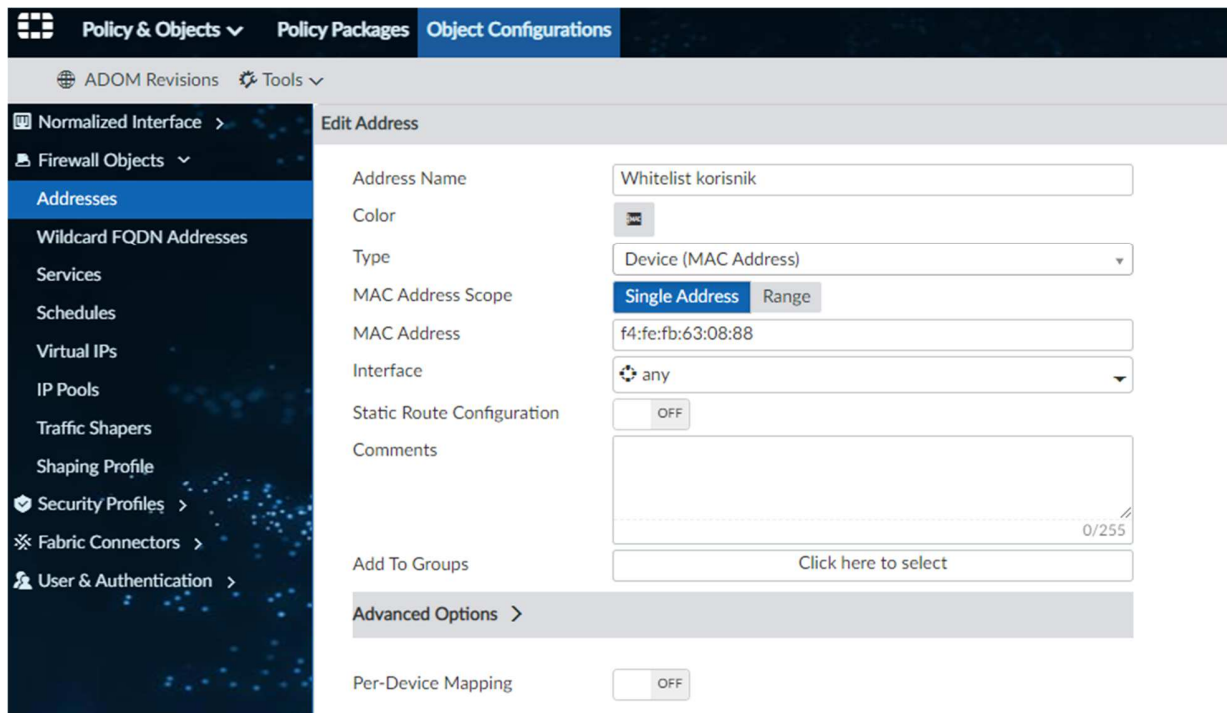 Policy & Objects Policy Packages Object Configurations
ADOM Revisions Tools
Normalized Interface
Firewall Objects
Addresses
Wildcard FQDN Addresses
Services
Schedules
Virtual IPs
IP Pools
Traffic Shapers
Shaping Profile
Security Profiles
Fabric Connectors
User & Authentication
Edit Address
Address Name Whitelist korisnik
Color
Type Device (MAC Address)
MAC Address Scope Single Address Range
MAC Address f4:fe:fb:63:08:88
Interface any
Static Route Configuration OFF
Comments
0/255
Add To Groups Click here to select
Advanced Options >
Per-Device Mapping OFF